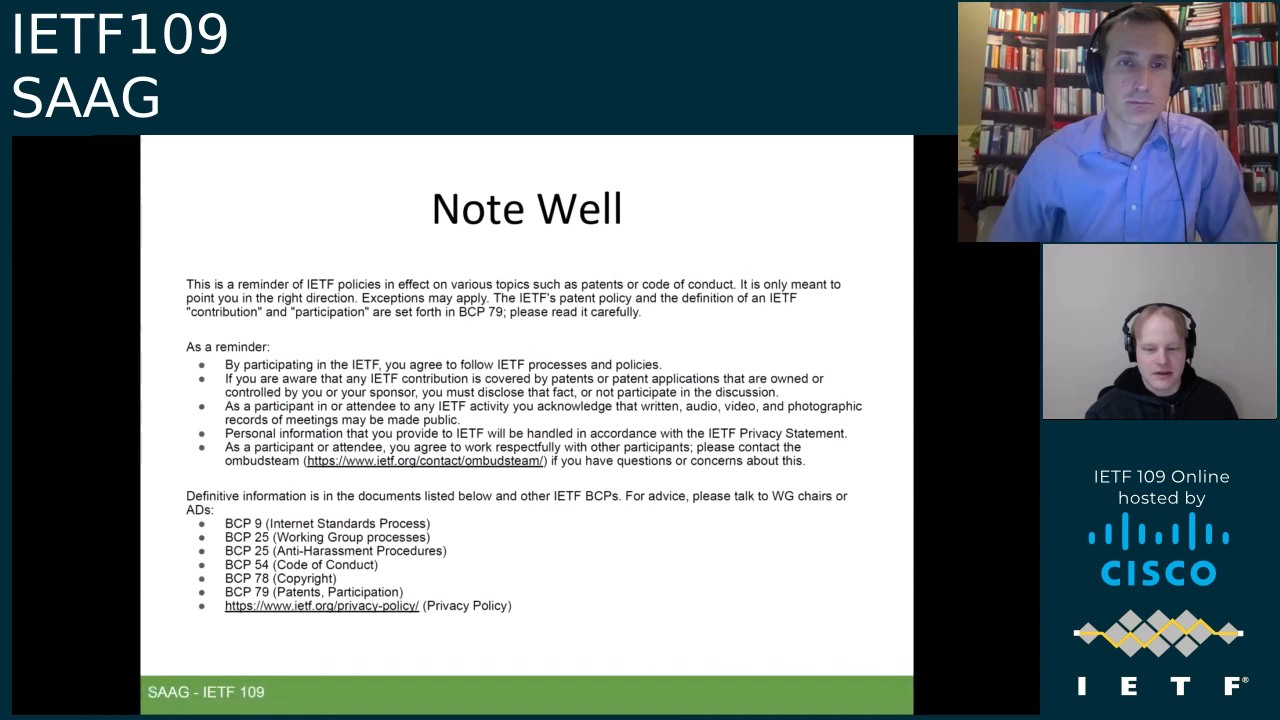 IETF109
SAAG
Note Well
This is a reminder of IETF policies in effect on various topics such as patents or code of conduct. It is only meant to
point you in the right direction. Exceptions may apply. The IETF's patent policy and the definition of an IETF
"contribution" and "participation" are set forth in BCP 79; please read it carefully.
As a reminder:
● By participating in the IETF, you agree to follow IETF processes and policies.
● If you are aware that any IETF contribution is covered by patents or patent applications that are owned or
controlled by you or your sponsor, you must disclose that fact, or not participate in the discussion.
● As a participant in or attendee to any IETF activity you acknowledge that written, audio, video, and photographic
records of meetings may be made public.
● Personal information that you provide to IETF will be handled in accordance with the IETF Privacy Statement.
● As a participant or attendee, you agree to work respectfully with other participants; please contact the
ombudsteam (https://www.ietf.org/contact/ombudsteam/) if you have questions or concerns about this.
Definitive information is in the documents listed below and other IETF BCPs. For advice, please talk to WG chairs or
ADs:
● BCP 9 (Internet Standards Process)
● BCP 25 (Working Group processes)
● BCP 25 (Anti-Harassment Procedures)
● BCP 54 (Code of Conduct)
● BCP 78 (Copyright)
● BCP 79 (Patents, Participation)
● https://www.ietf.org/privacy-policy/ (Privacy Policy)
SAAG - IETF 109
IETF 109 Online
hosted by
CISCO
I E T F®